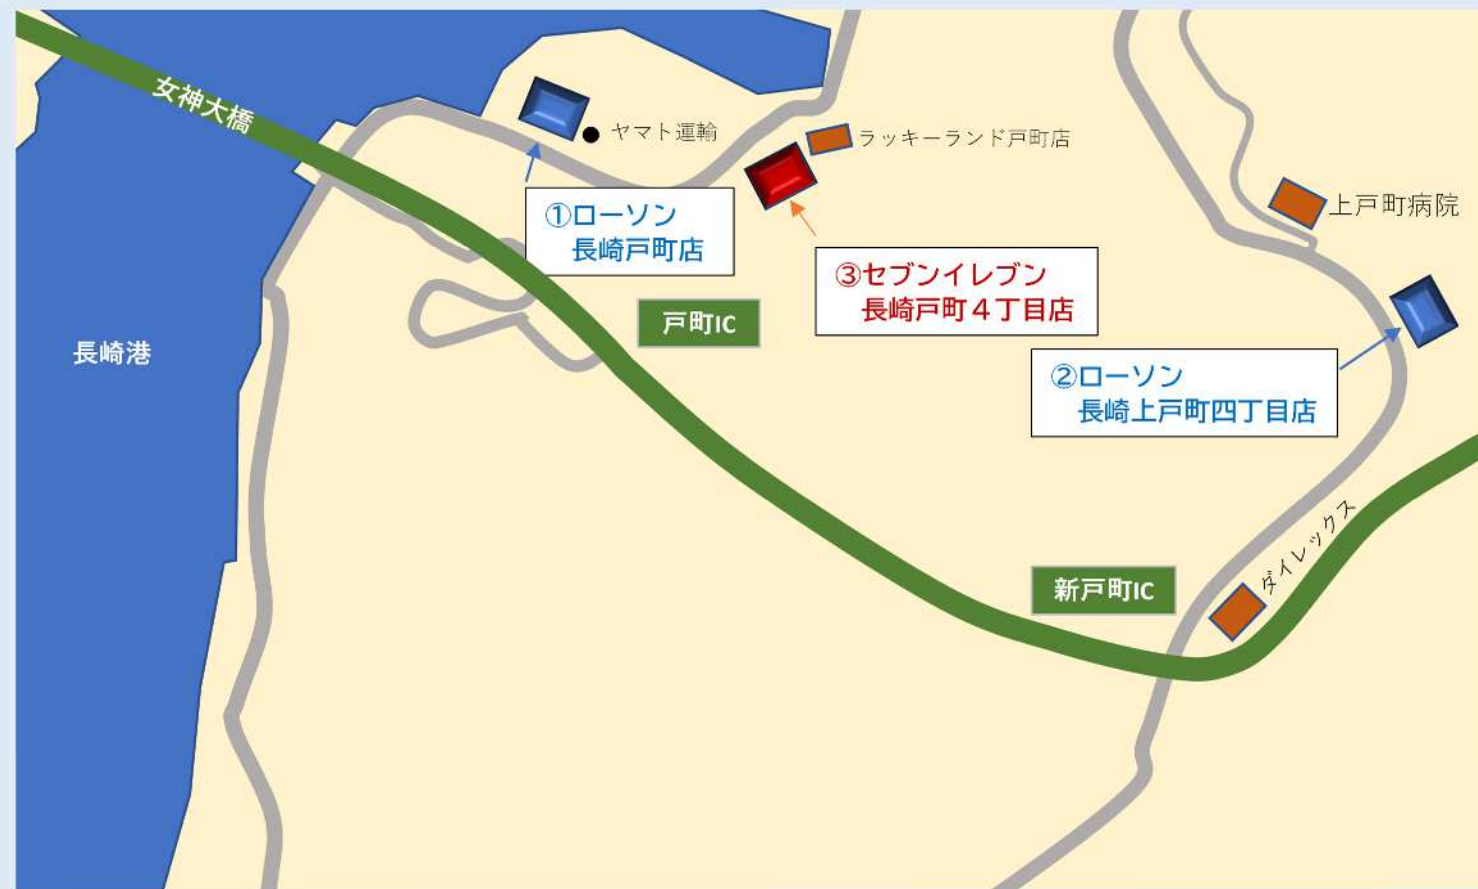 女神大橋
ヤマト運輸
ラッキーランド戸町店
上戸町病院
①ローソン
長崎戸町店
③セブンイレブン
長崎戸町４丁目店
戸町IC
長崎港
②ローソン
長崎上戸町四丁目店
ダイレックス
新戸町IC